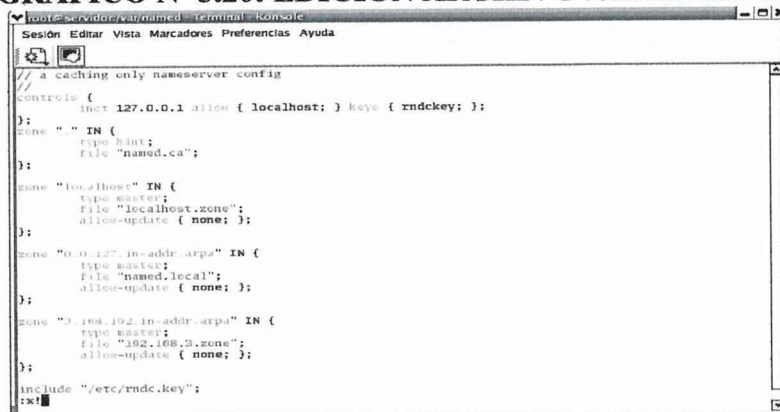 GRÁFICO Nº 3.20: EDICIÓN
root@servidor:/var/named - Terminal - Konsole
Sesión Editar Vista Marcadores Preferencias Ayuda
// a caching only nameserver config
//
controls {
inet 127.0.0.1 allow { localhost; } keys { rndckey; };
};
zone "." IN {
type hint;
file "named.ca";
};
zone "localhost" IN {
type master;
file "localhost.zone";
allow-update { none; };
};
zone "0.0.127.in-addr.arpa" IN {
type master;
file "named.local";
allow-update { none; };
};
zone "3.168.192.in-addr.arpa" IN {
type master;
file "192.168.3.zone";
allow-update { none; };
};
include "/etc/rndc.key";
:x!